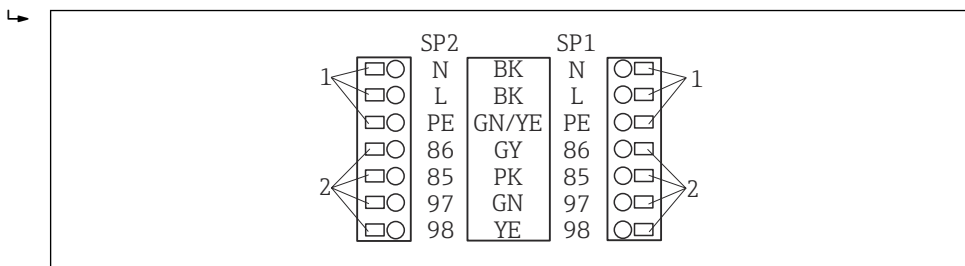 SP2 SP1
1 N BK N 1
L BK L
PE GN/YE PE
86 GY 86
2 85 PK 85 2
97 GN 97
98 YE 98